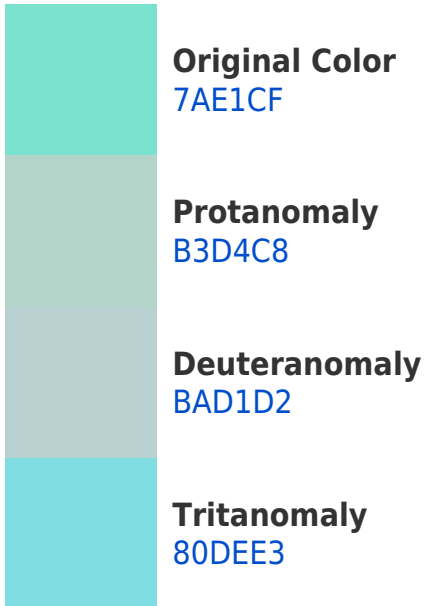 Original Color
7AE1CF
Protanomaly
B3D4C8
Deuteranomaly
BAD1D2
Tritanomaly
80DEE3